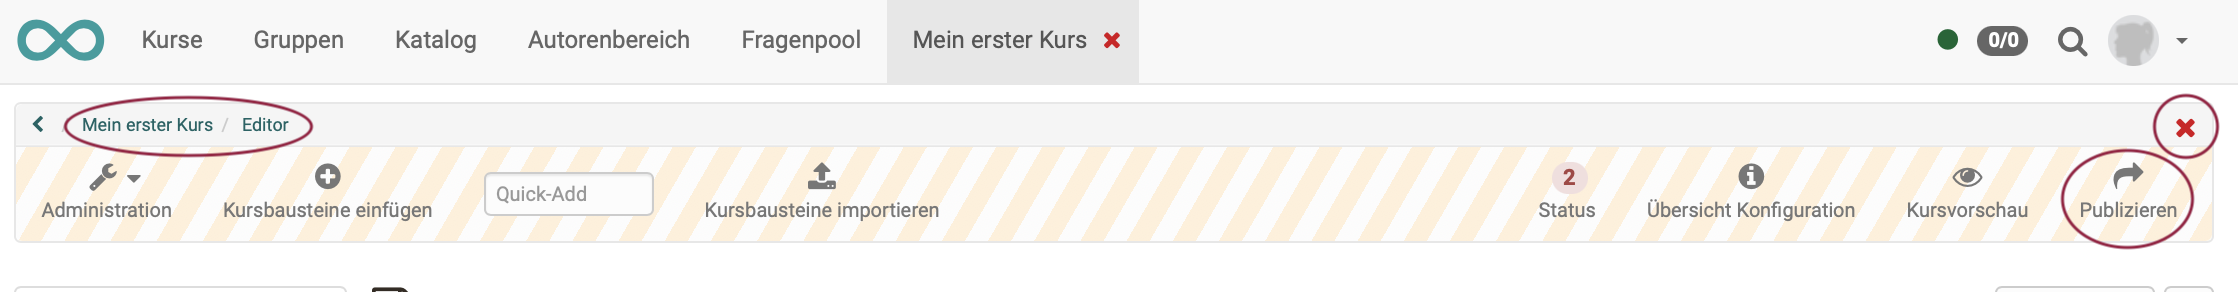 Kurse Gruppen Katalog Autorenbereich Fragenpool Mein erster Kurs 0/0
Mein erster Kurs / Editor
2
Administration Kursbausteine einfügen Quick-Add Kursbausteine importieren Status Übersicht Konfiguration Kursvorschau Publizieren